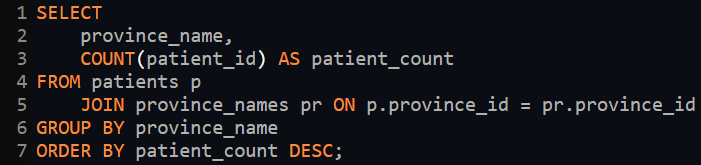 1 SELECT
2     province_name,
3     COUNT(patient_id) AS patient_count
4 FROM patients p
5     JOIN province_names pr ON p.province_id = pr.province_id
6 GROUP BY province_name
7 ORDER BY patient_count DESC;